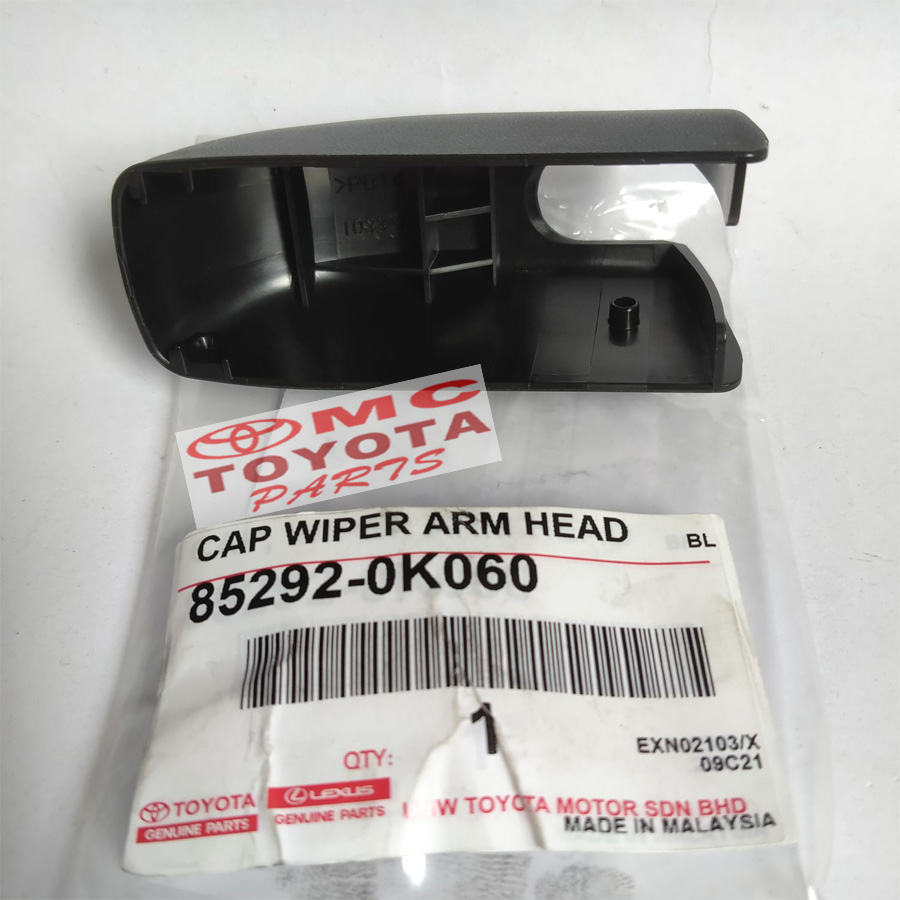 >PBT
MC
TOYOTA
PARTS
CAP WIPER ARM HEAD BL
85292-0K060
1
QTY:
EXN02103/X
09C21
TOYOTA
GENUINE PARTS
LEXUS
GENUINE PARTS
W TOYOTA MOTOR SDN BHD
MADE IN MALAYSIA